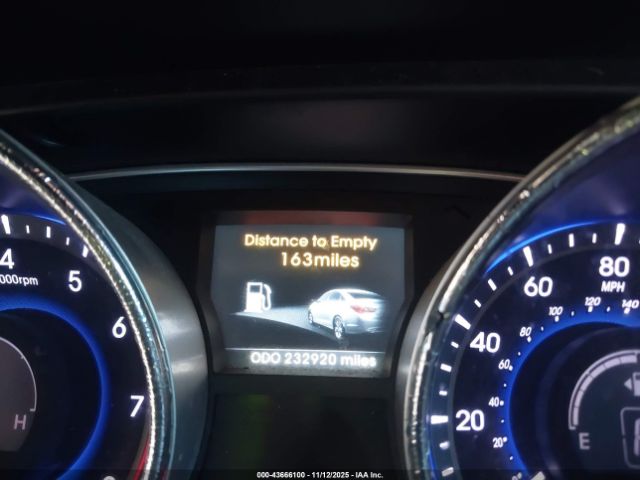 Distance to Empty
163miles
ODO 232920 miles
4
000rpm
5
6
7
H
80
MPH
60
40
20
140
120
100
80
60
40
20
E
000-43666100 - 11/12/2025 - IAA Inc.